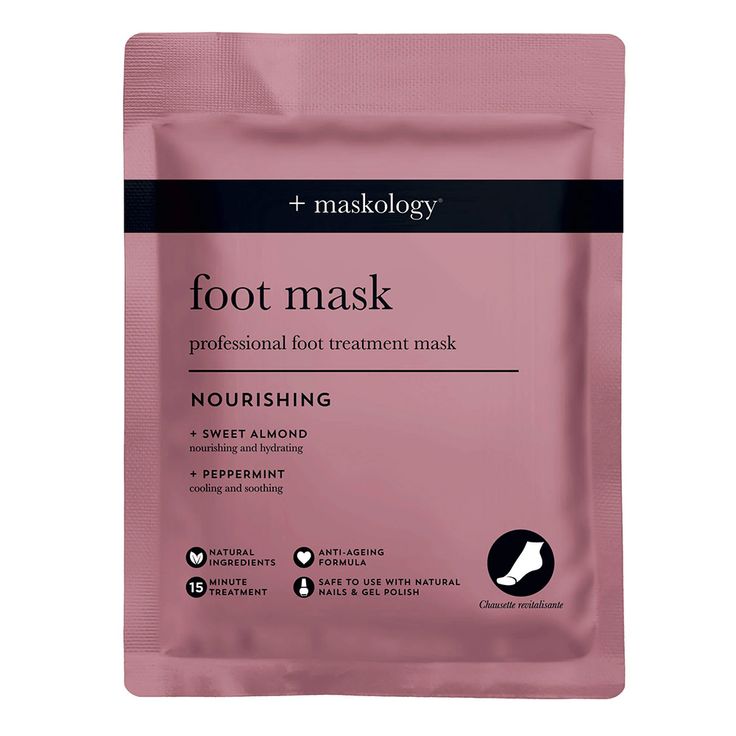 + maskology®
foot mask
professional foot treatment mask
NOURISHING
+ SWEET ALMOND
nourishing and hydrating
+ PEPPERMINT
cooling and soothing
NATURAL
INGREDIENTS
ANTI-AGEING
FORMULA
15 MINUTE
TREATMENT
SAFE TO USE WITH NATURAL
NAILS & GEL POLISH
Chausette revitalisante